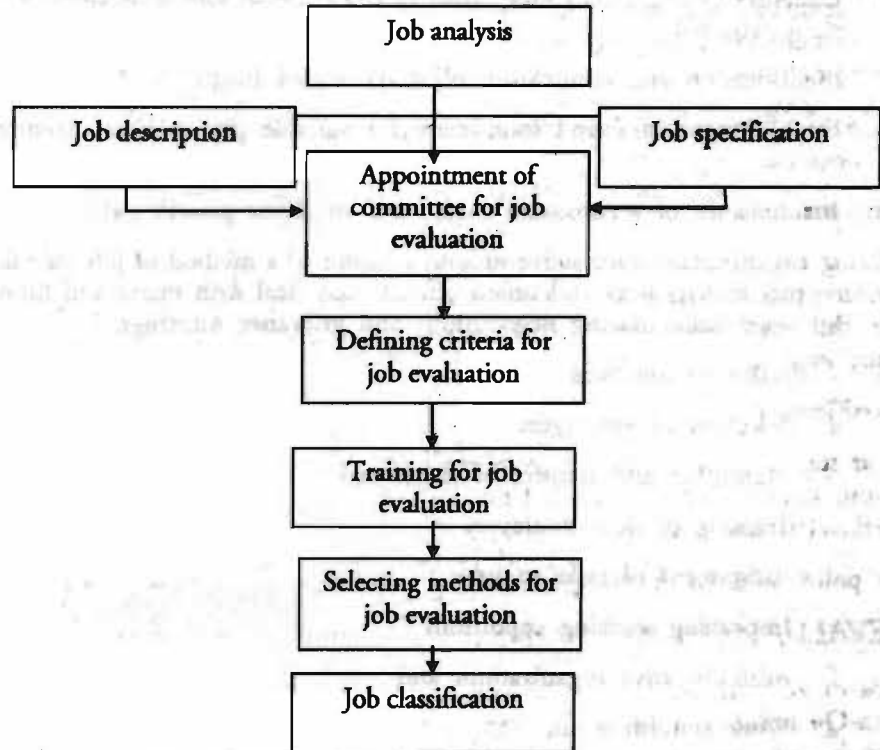 Job analysis
Job description
Job specification
Appointment of
committee for job
evaluation
Defining criteria for
job evaluation
Training for job
evaluation
Selecting methods for
job evaluation
Job classification